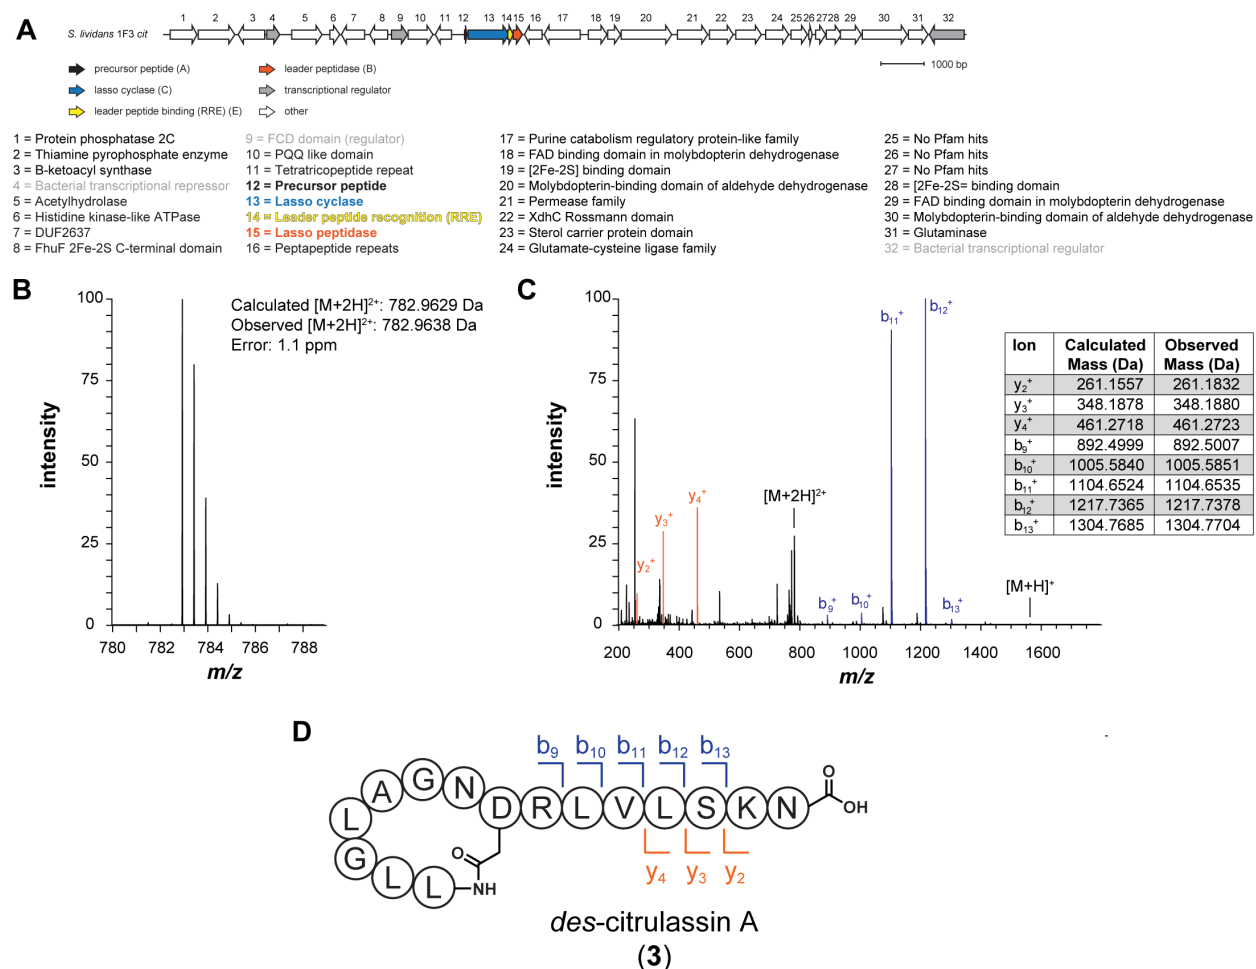 A
S. lividans 1F3 cit
1 2 3 4 5 6 7 8 9 10 11 12 13 14 15 16 17 18 19 20 21 22 23 24 25 26 27 28 29 30 31 32
1000 bp
precursor peptide (A)
lasso cyclase (C)
leader peptide binding (RRE) (E)
leader peptidase (B)
transcriptional regulator
other
1 = Protein phosphatase 2C
2 = Thiamine pyrophosphate enzyme
3 = B-ketoacyl synthase
4 = Bacterial transcriptional repressor
5 = Acetylhydrolase
6 = Histidine kinase-like ATPase
7 = DUF2637
8 = FhuF 2Fe-2S C-terminal domain
9 = FCD domain (regulator)
10 = PQQ like domain
11 = Tetratricopeptide repeat
12 = Precursor peptide
13 = Lasso cyclase
14 = Leader peptide recognition (RRE)
15 = Lasso peptidase
16 = Peptapeptide repeats
17 = Purine catabolism regulatory protein-like family
18 = FAD binding domain in molybdopterin dehydrogenase
19 = [2Fe-2S] binding domain
20 = Molybdopterin-binding domain of aldehyde dehydrogenase
21 = Permease family
22 = XdhC Rossmann domain
23 = Sterol carrier protein domain
24 = Glutamate-cysteine ligase family
25 = No Pfam hits
26 = No Pfam hits
27 = No Pfam hits
28 = [2Fe-2S= binding domain
29 = FAD binding domain in molybdopterin dehydrogenase
30 = Molybdopterin-binding domain of aldehyde dehydrogenase
31 = Glutaminase
32 = Bacterial transcriptional regulator
B
Calculated [M+2H]2+: 782.9629 Da
Observed [M+2H]2+: 782.9638 Da
Error: 1.1 ppm
intensity
100
75
50
25
0
780 782 784 786 788
m/z
C
intensity
100
75
50
25
0
200 400 600 800 1000 1200 1400 1600
m/z
y2+
y3+
y4+
[M+2H]2+
b9+
b10+
b11+
b12+
b13+
[M+H]+
Ion Calculated Mass (Da) Observed Mass (Da)
y2+ 261.1557 261.1832
y3+ 348.1878 348.1880
y4+ 461.2718 461.2723
b9+ 892.4999 892.5007
b10+ 1005.5840 1005.5851
b11+ 1104.6524 1104.6535
b12+ 1217.7365 1217.7378
b13+ 1304.7685 1304.7704
D
b9 b10 b11 b12 b13
L L G L A G N D R L V L S K N
O
NH
O
OH
y4 y3 y2
des-citrulassin A
(3)